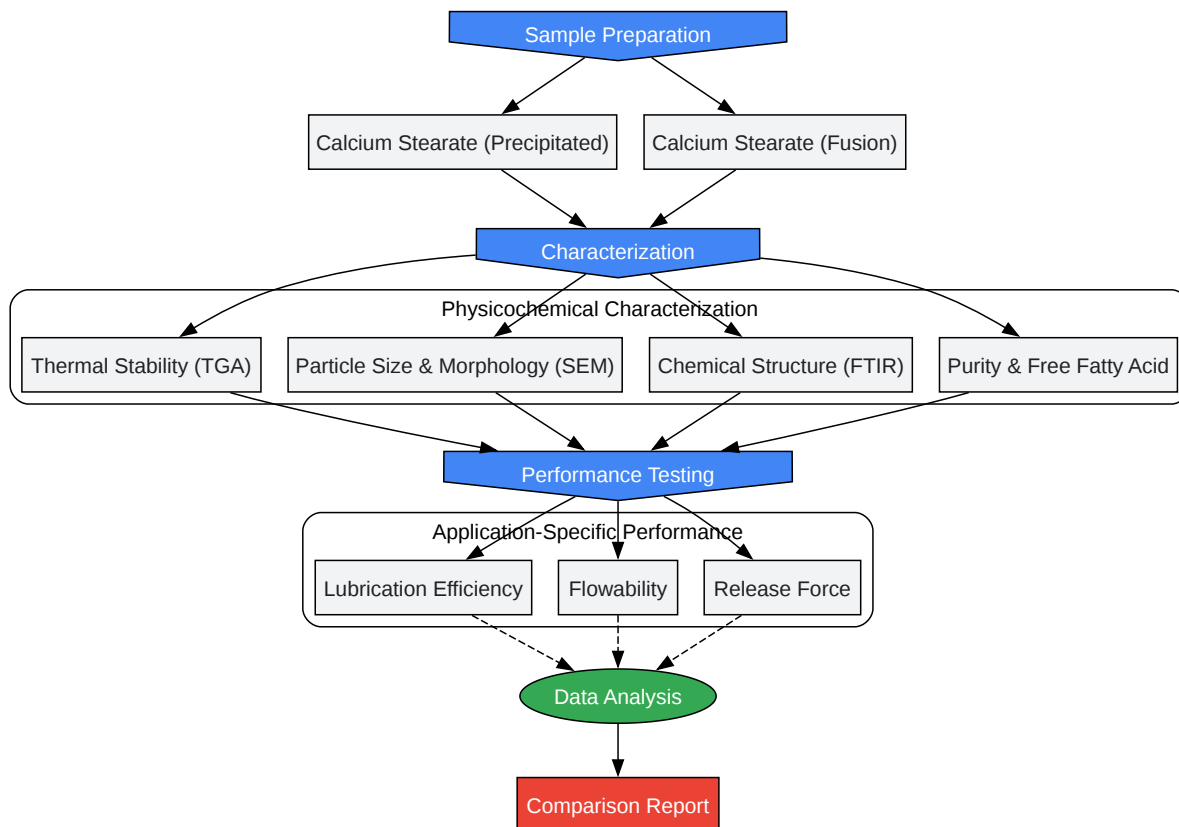 Sample Preparation
Calcium Stearate (Precipitated)
Calcium Stearate (Fusion)
Characterization
Physicochemical Characterization
Thermal Stability (TGA)
Particle Size & Morphology (SEM)
Chemical Structure (FTIR)
Purity & Free Fatty Acid
Performance Testing
Application-Specific Performance
Lubrication Efficiency
Flowability
Release Force
Data Analysis
Comparison Report